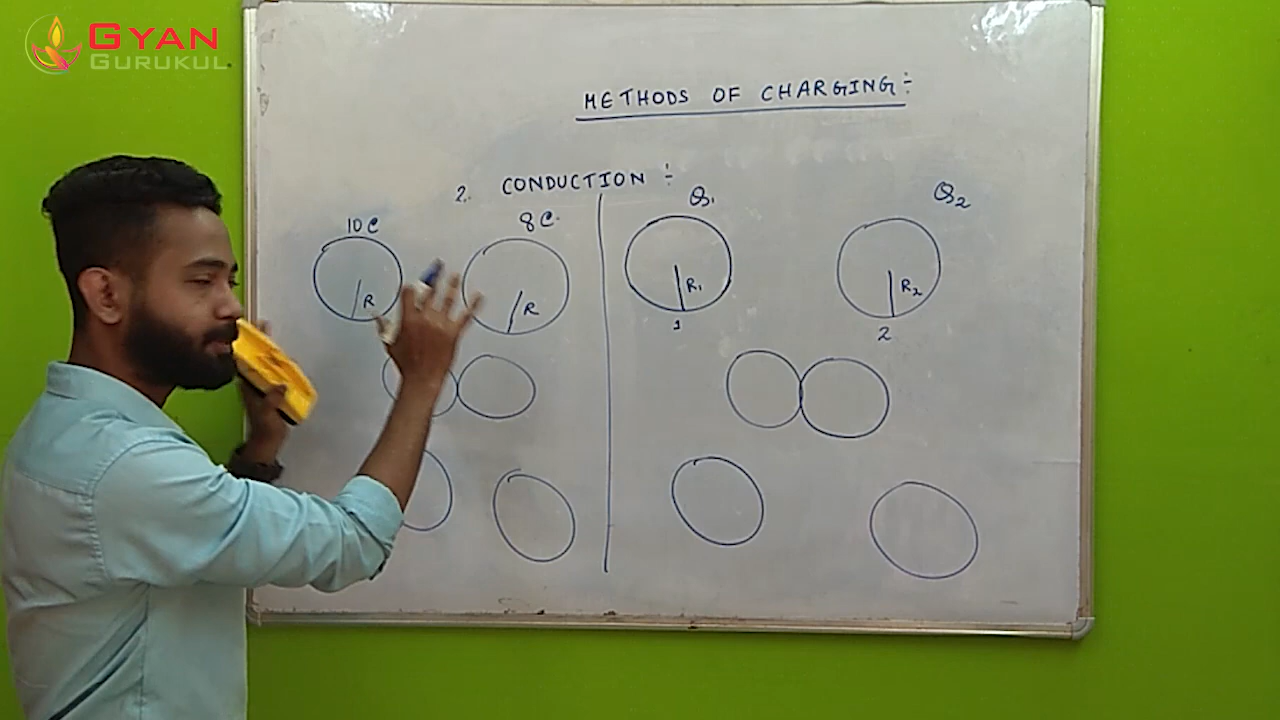 GYAN
GURUKUL
METHODS OF CHARGING :-
2. CONDUCTION :-
10C
8C
R
R
Q1
Q2
R1
R2
1
2